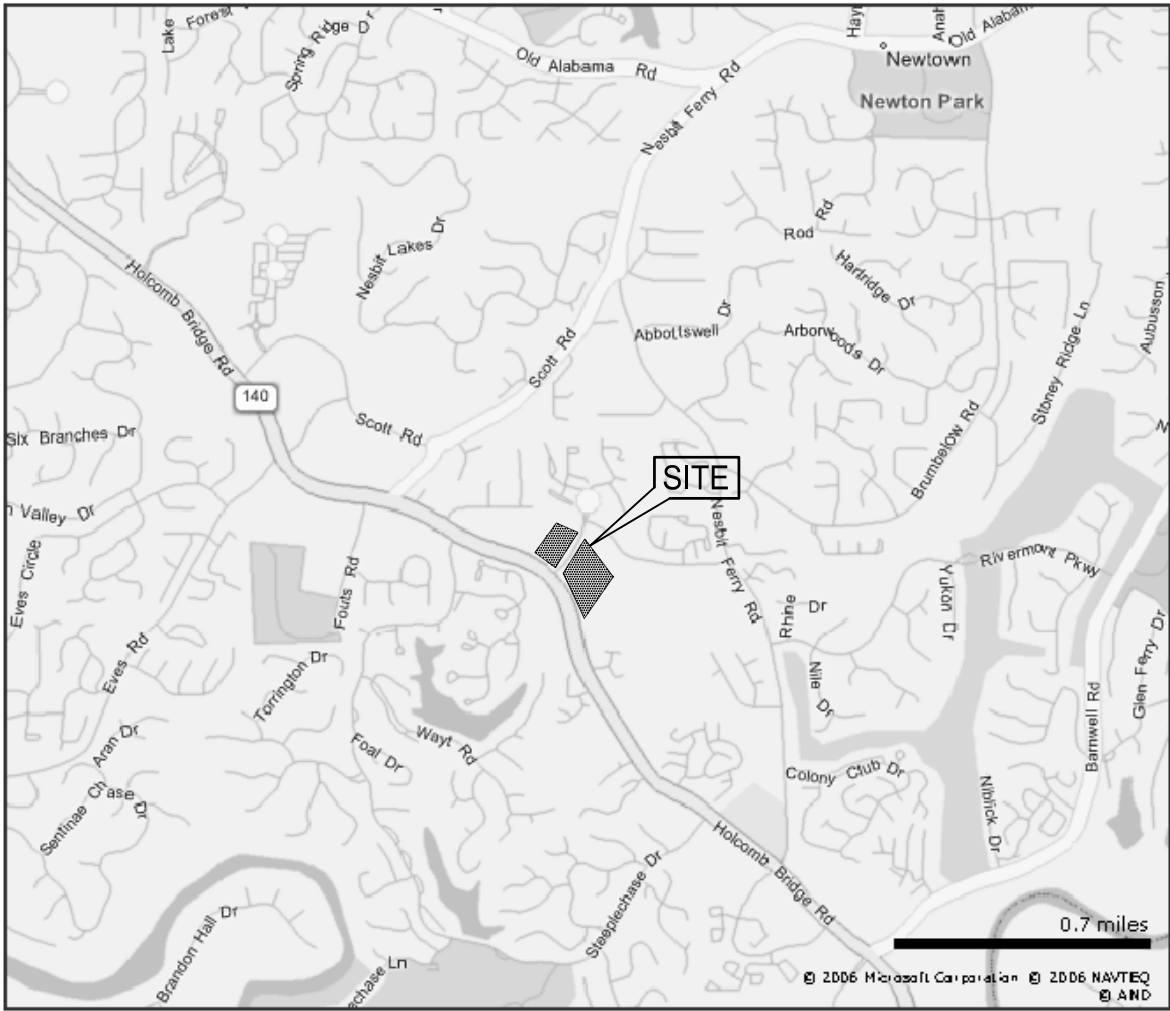 Lake
Forest
Spring Rid
ge Dr
Old Alabama Rd
Nesbit Ferry Rd
Old Alabam
Newtown
Newton Park
Holcomb Bridge Rd
Nesbit Lakes Dr
Rod Rd
Hartridge Dr
Abbottswell Dr
Arborwoods Dr
Scott Rd
Stoney Ridge Ln
Aubusson
140
Six Branches Dr
Scott Rd
Brumbelow Rd
SITE
n Valley Dr
Nesbit Ferry Rd
Rivermont Pkwy
Eves Circle
Fouts Rd
Yukon Dr
Rhine Dr
Eves Rd
Torrington Dr
Nile Dr
Glen Ferry Dr
Barnwell Rd
Aran Dr
Foal Dr
Wayt Rd
Colony Club Dr
Niblick Dr
Sentinae Chase Dr
Holcomb Bridge Rd
Steeplechase Dr
Brandon Hall Dr
echase Ln
0.7 miles
© 2006 Microsoft Corporation © 2006 NAVTEQ
© AND